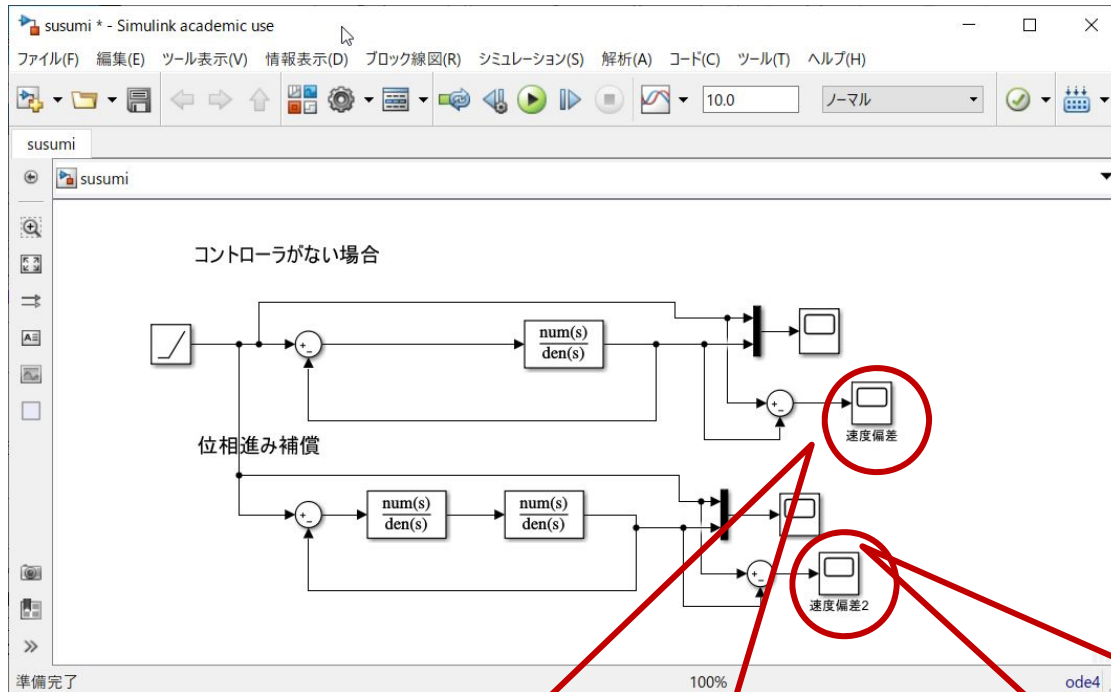 susumi * - Simulink academic use
ファイル(F) 編集(E) ツール表示(V) 情報表示(D) ブロック線図(R) シミュレーション(S) 解析(A) コード(C) ツール(T) ヘルプ(H)
10.0 ノーマル
susumi
susumi
コントローラがない場合
num(s)
den(s)
速度偏差
位相進み補償
num(s) num(s)
den(s) den(s)
速度偏差2
準備完了 100% ode4